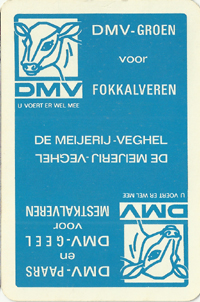 DMV-GROEN
voor
FOKKALVEREN
DMV
U VOERT ER WEL MEE
DE MEIJERIJ-VEGHEL
DE MEIJERIJ-VEGHEL
DMV-PAARS
en
DMV-GEEL
voor
MESTKALVEREN
DMV
U VOERT ER WEL MEE